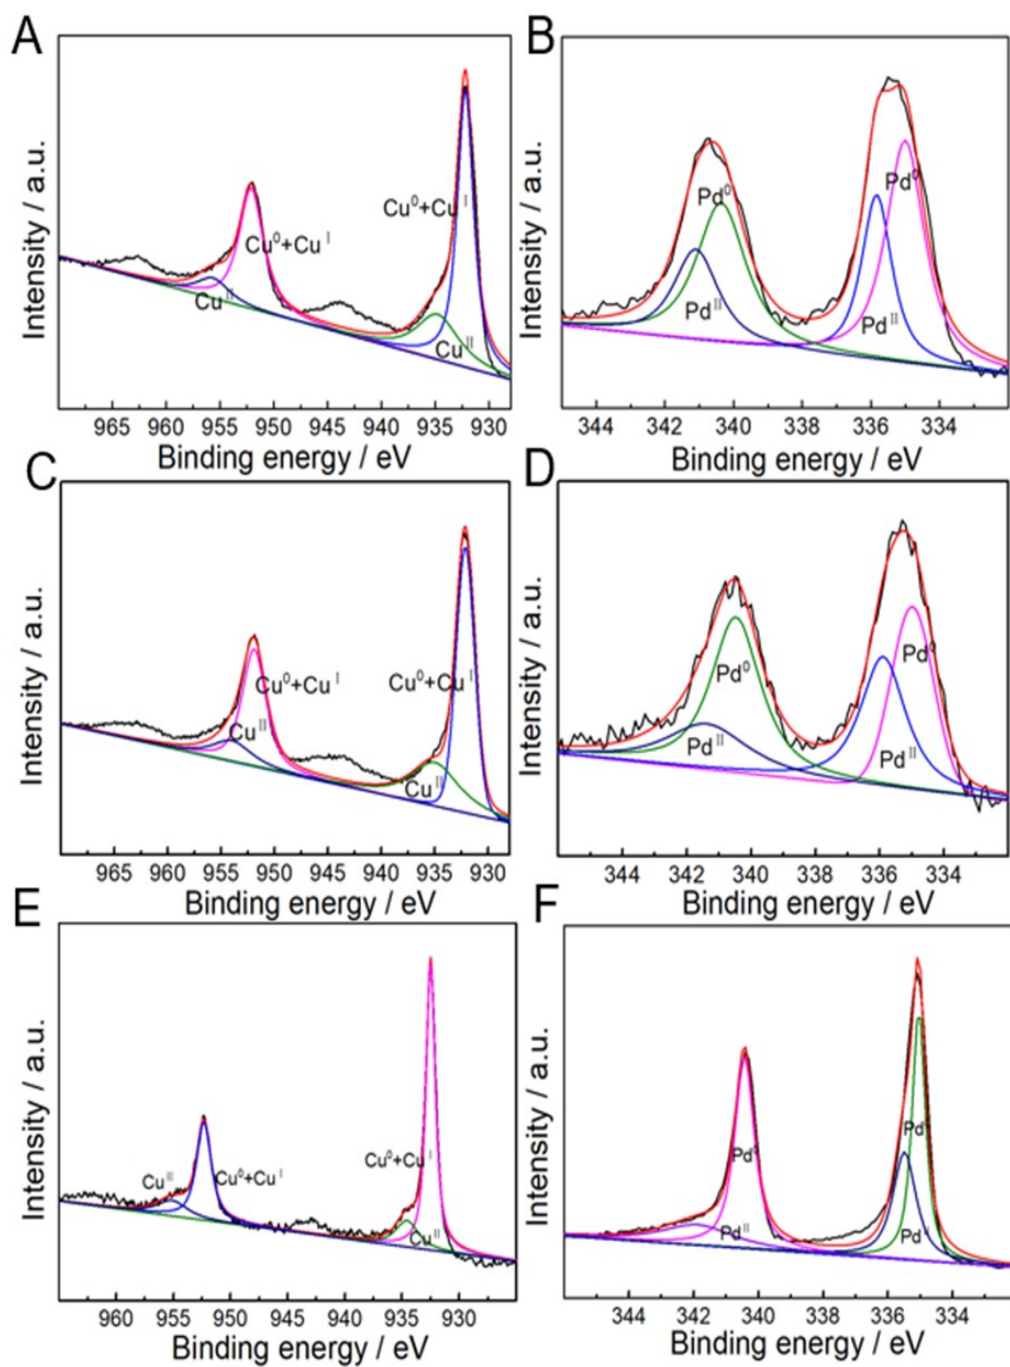 A
Intensity / a.u.
Cu⁰+Cu Ⅰ
Cu Ⅱ
Cu⁰+Cu Ⅰ
Cu Ⅱ
965 960 955 950 945 940 935 930
Binding energy / eV
B
Intensity / a.u.
Pd⁰
Pd Ⅱ
Pd⁰
Pd Ⅱ
344 342 340 338 336 334
Binding energy / eV
C
Intensity / a.u.
Cu⁰+Cu Ⅰ
Cu Ⅱ
Cu⁰+Cu Ⅰ
Cu Ⅱ
965 960 955 950 945 940 935 930
Binding energy / eV
D
Intensity / a.u.
Pd⁰
Pd Ⅱ
Pd⁰
Pd Ⅱ
344 342 340 338 336 334
Binding energy / eV
E
Intensity / a.u.
Cu Ⅱ
Cu⁰+Cu Ⅰ
Cu⁰+Cu Ⅰ
Cu Ⅱ
960 955 950 945 940 935 930
Binding energy / eV
F
Intensity / a.u.
Pd⁰
Pd Ⅱ
Pd
Pd
344 342 340 338 336 334
Binding energy / eV